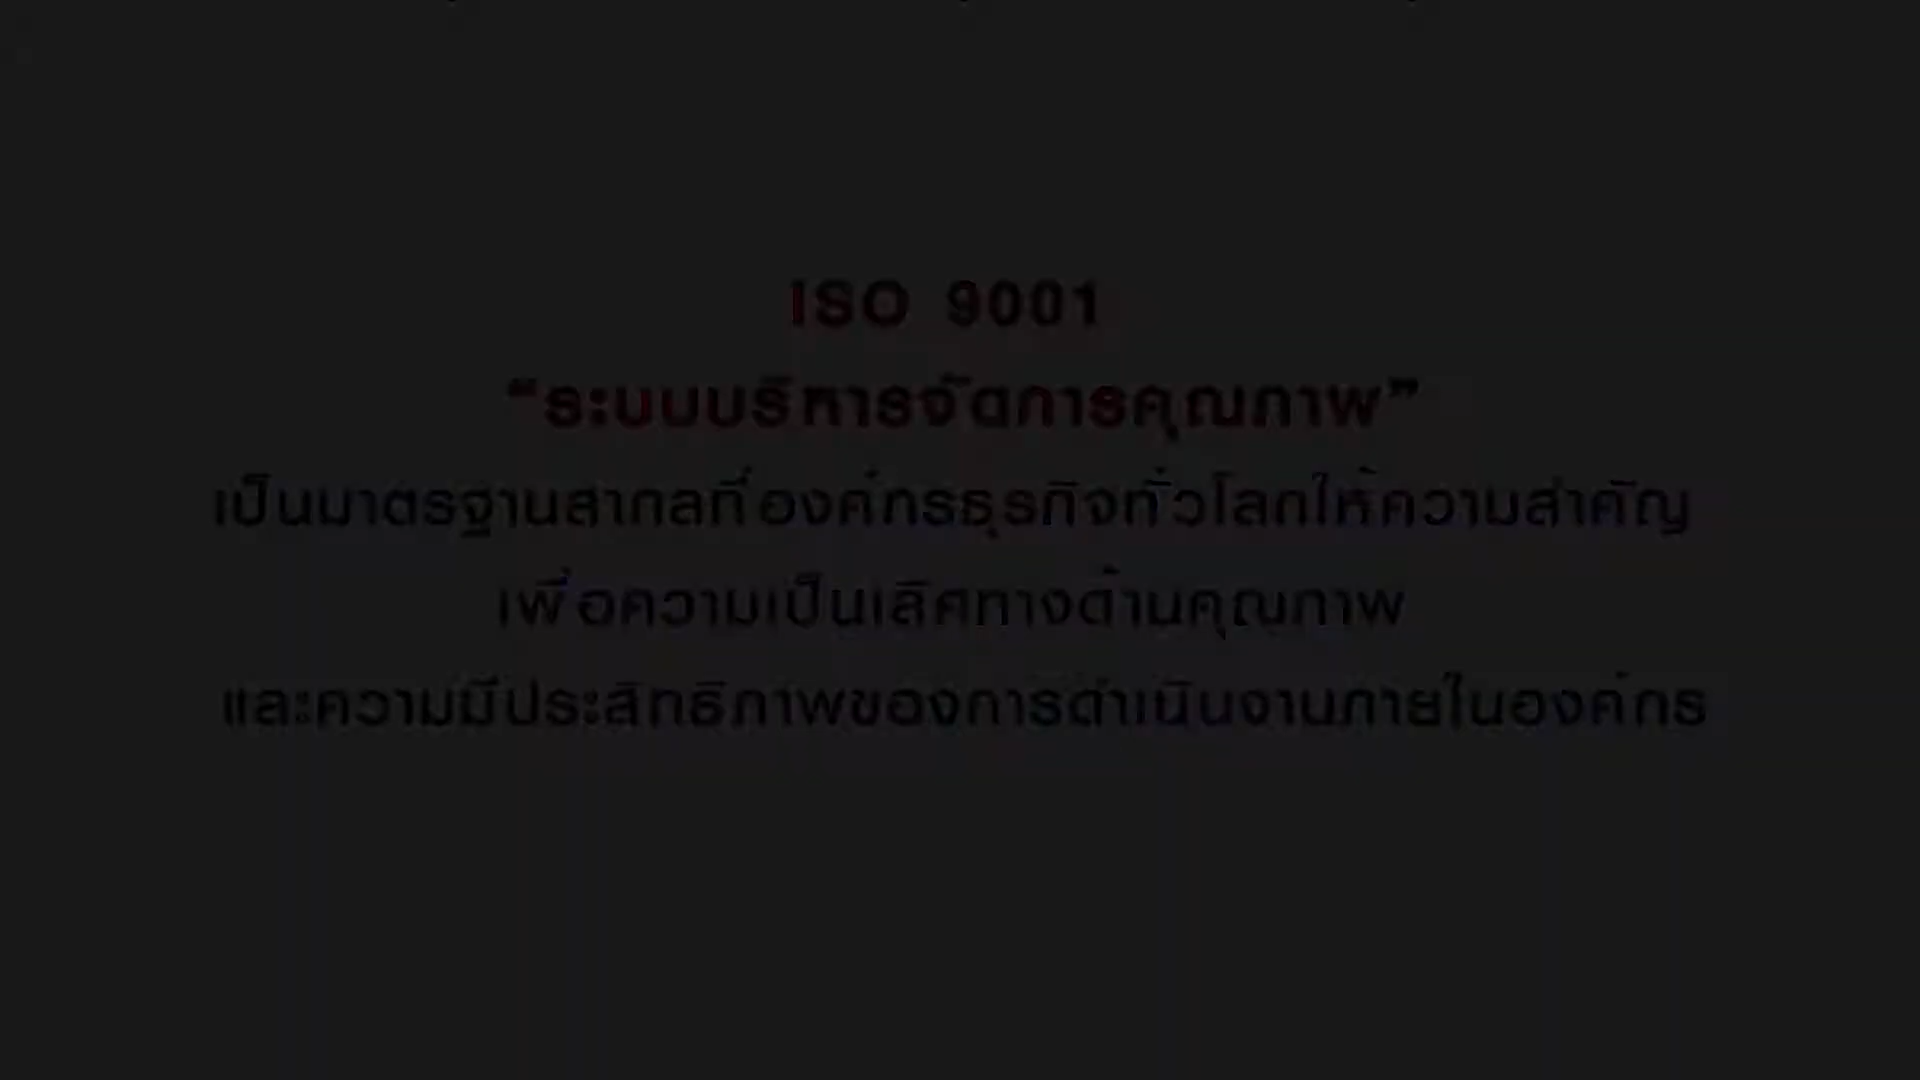 ISO 9001
“ระบบบริหารจัดการคุณภาพ”
เป็นมาตรฐานสากลที่องค์กรธุรกิจทั่วโลกให้ความสำคัญ
เพื่อความเป็นเลิศทางด้านคุณภาพ
และความมีประสิทธิภาพของการดำเนินงานภายในองค์กร